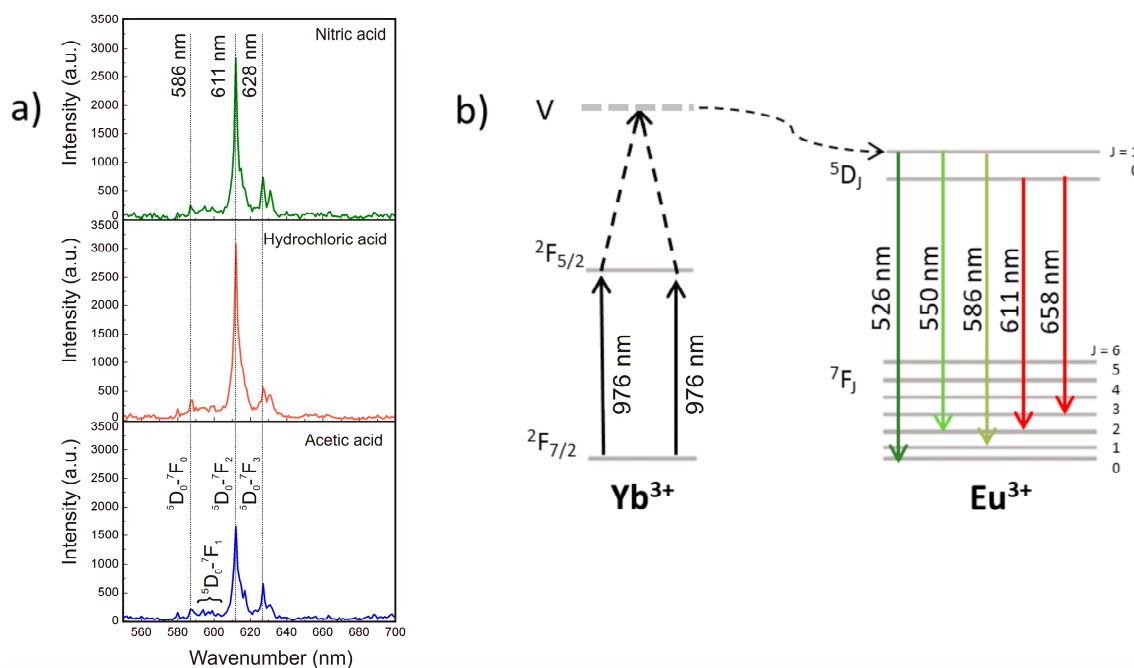 a)
Intensity (a.u.)
3500
3000
2500
2000
1500
1000
500
0
Nitric acid
586 nm
611 nm
628 nm
Intensity (a.u.)
3500
3000
2500
2000
1500
1000
500
0
Hydrochloric acid
Intensity (a.u.)
3500
3000
2500
2000
1500
1000
500
0
Acetic acid
⁵D₀-⁷F₀
}⁵D₀-⁷F₁
⁵D₀-⁷F₂
⁵D₀-⁷F₃
560 580 600 620 640 660 680 700
Wavenumber (nm)
b)
V
²F₅/₂
976 nm
976 nm
²F₇/₂
Yb³⁺
J = 1
0
⁵D_J
526 nm
550 nm
586 nm
611 nm
658 nm
J = 6
5
4
3
2
1
0
⁷F_J
Eu³⁺